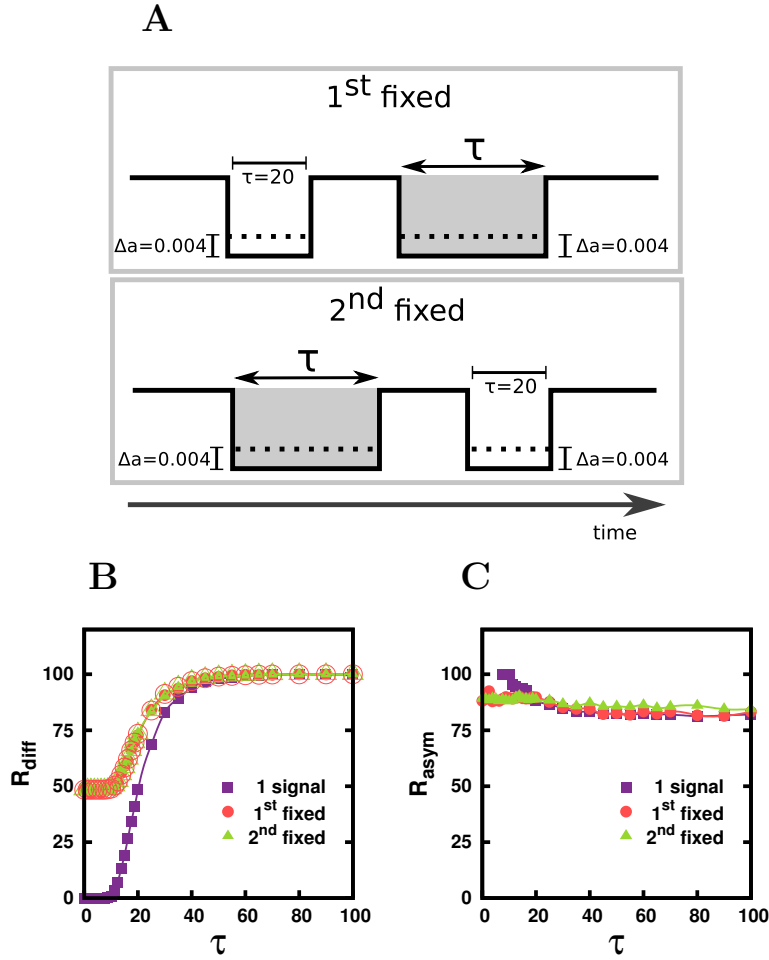 A
1st fixed
τ
τ=20
Δa=0.004 Δa=0.004
2nd fixed
τ
τ=20
Δa=0.004 Δa=0.004
time
B
100
75
50
25
0
0 20 40 60 80 100
Rdiff
τ
1 signal
1st fixed
2nd fixed
C
100
75
50
25
0
0 20 40 60 80 100
Rasym
τ
1 signal
1st fixed
2nd fixed